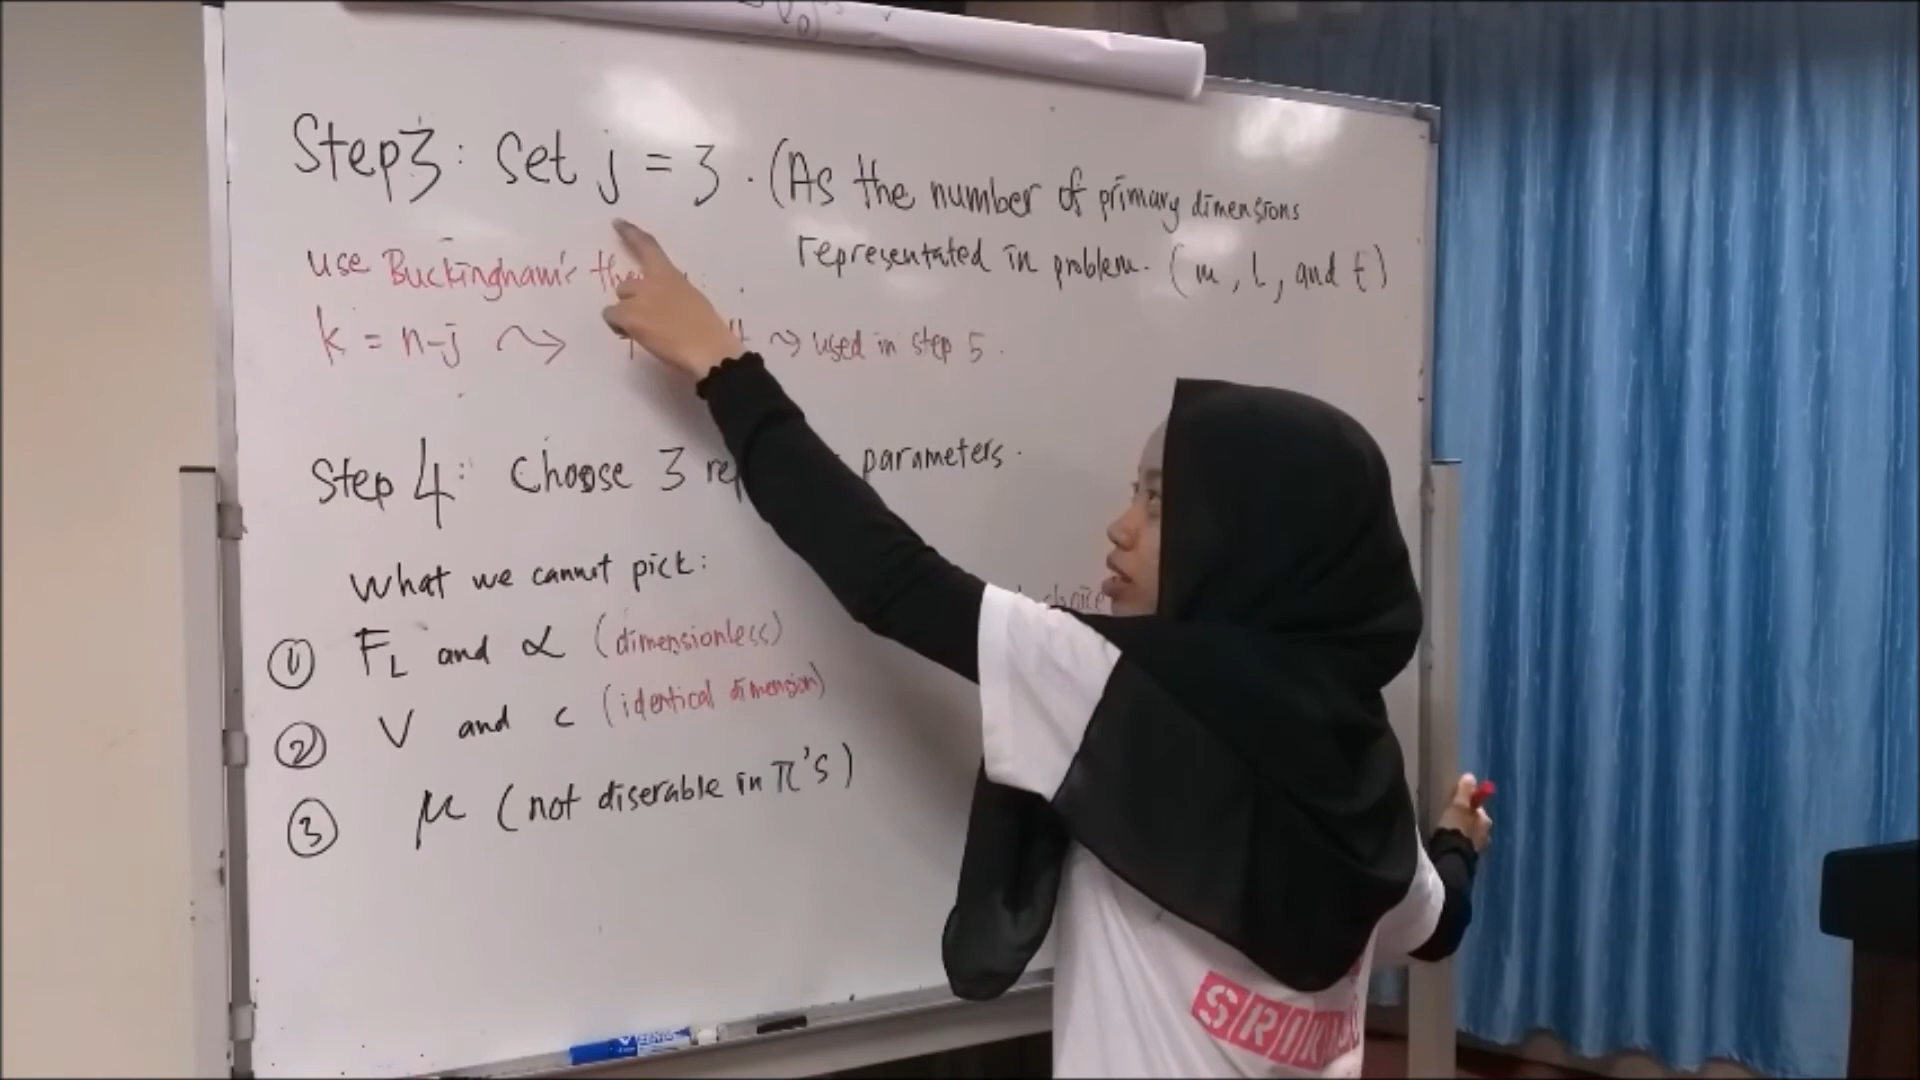 Step3: Set j = 3. (As the number of primary dimensions
representated in problem. (m, L, and t)
use Buckingham's
k = n-j
used in step 5.
Step 4: Choose 3 parameters.
What we cannot pick:
choice
① FL and α (dimensionless)
② V and c (identical dimension)
③ μ (not diserable in π's)